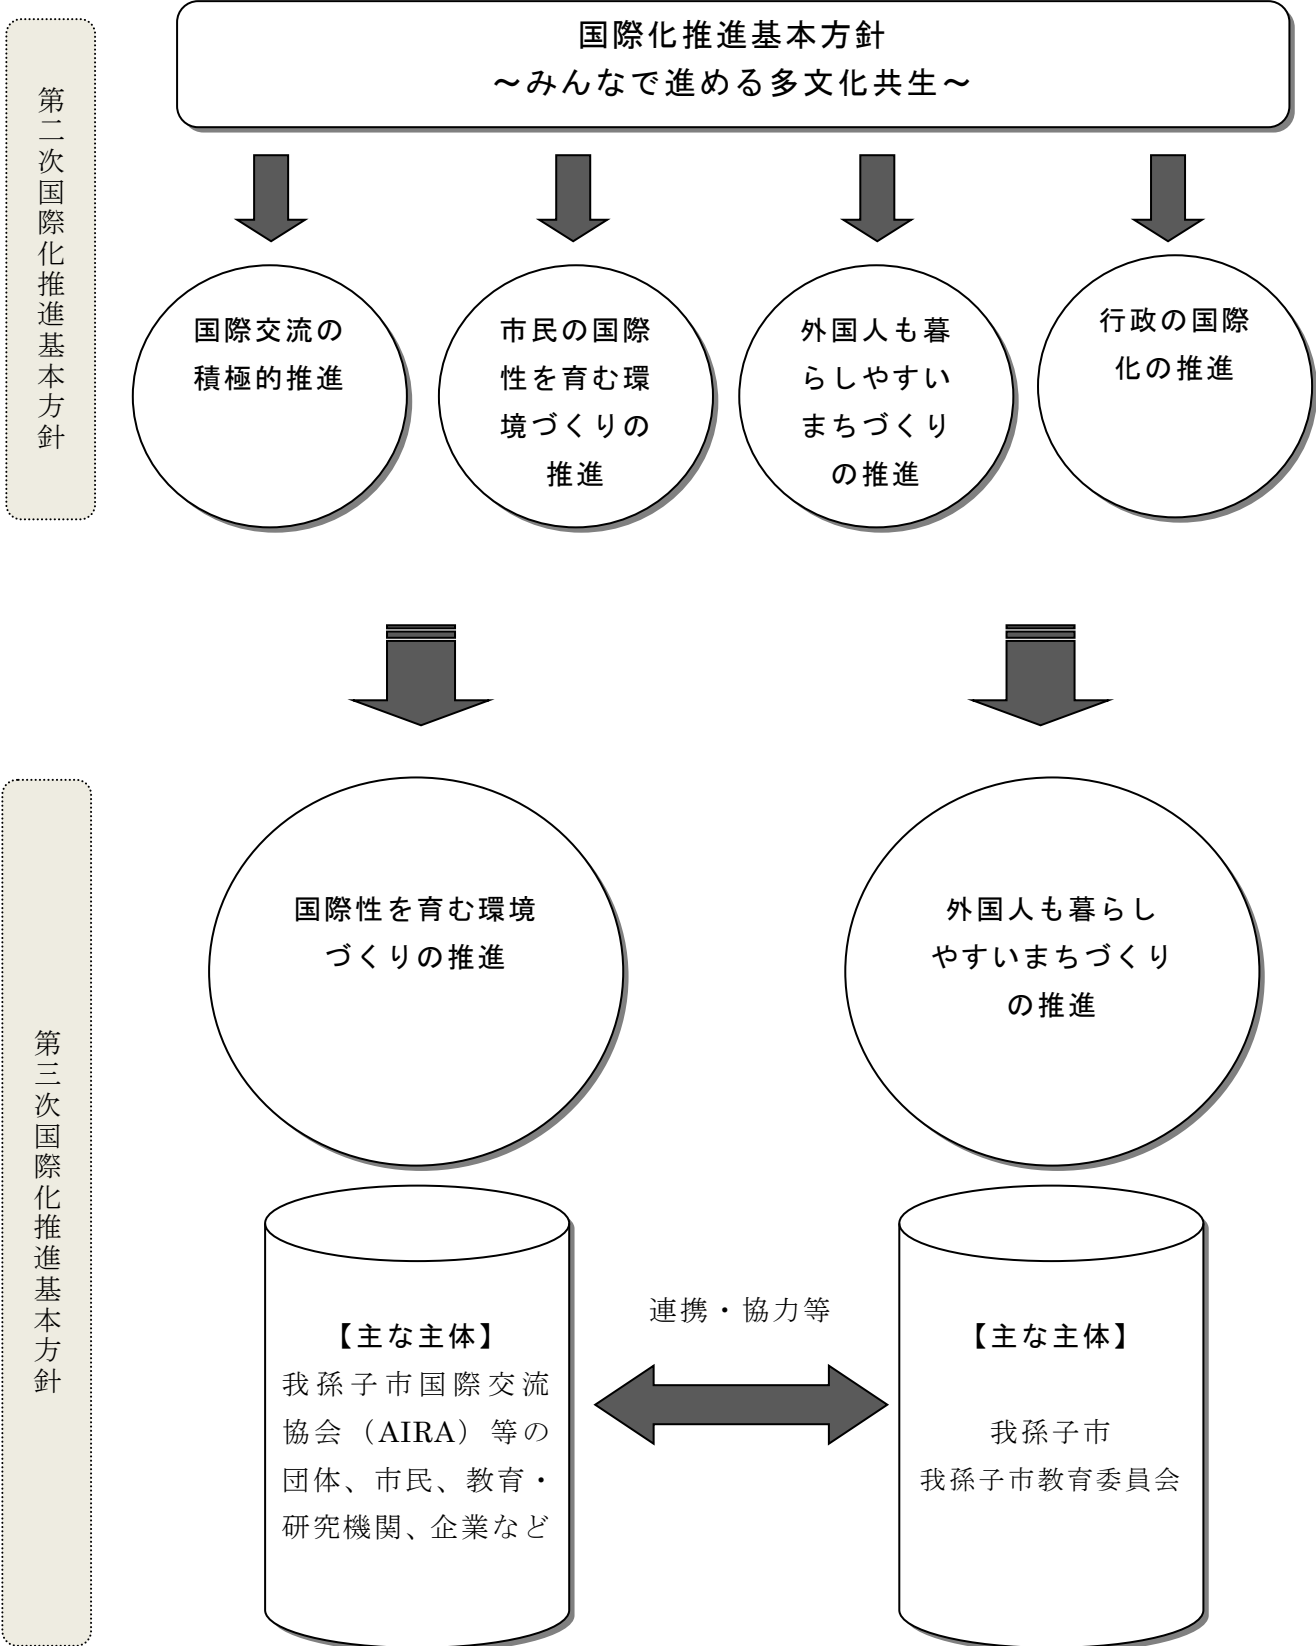 第二次国際化推進基本方針
国際化推進基本方針
～みんなで進める多文化共生～
国際交流の
積極的推進
市民の国際
性を育む環
境づくりの
推進
外国人も暮
らしやすい
まちづくり
の推進
行政の国際
化の推進
第三次国際化推進基本方針
国際性を育む環境
づくりの推進
外国人も暮らし
やすいまちづくり
の推進
【主な主体】
我孫子市国際交流
協会（AIRA）等の
団体、市民、教育・
研究機関、企業など
連携・協力等
【主な主体】
我孫子市
我孫子市教育委員会